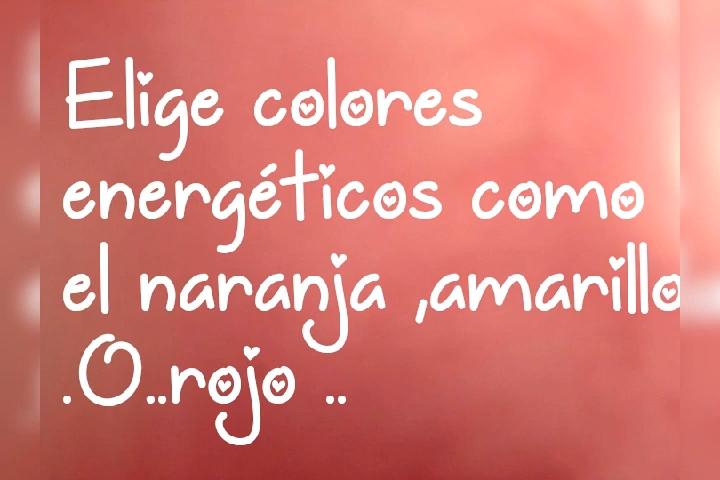 Elige colores
energéticos como
el naranja ,amarillo
.O..rojo ..